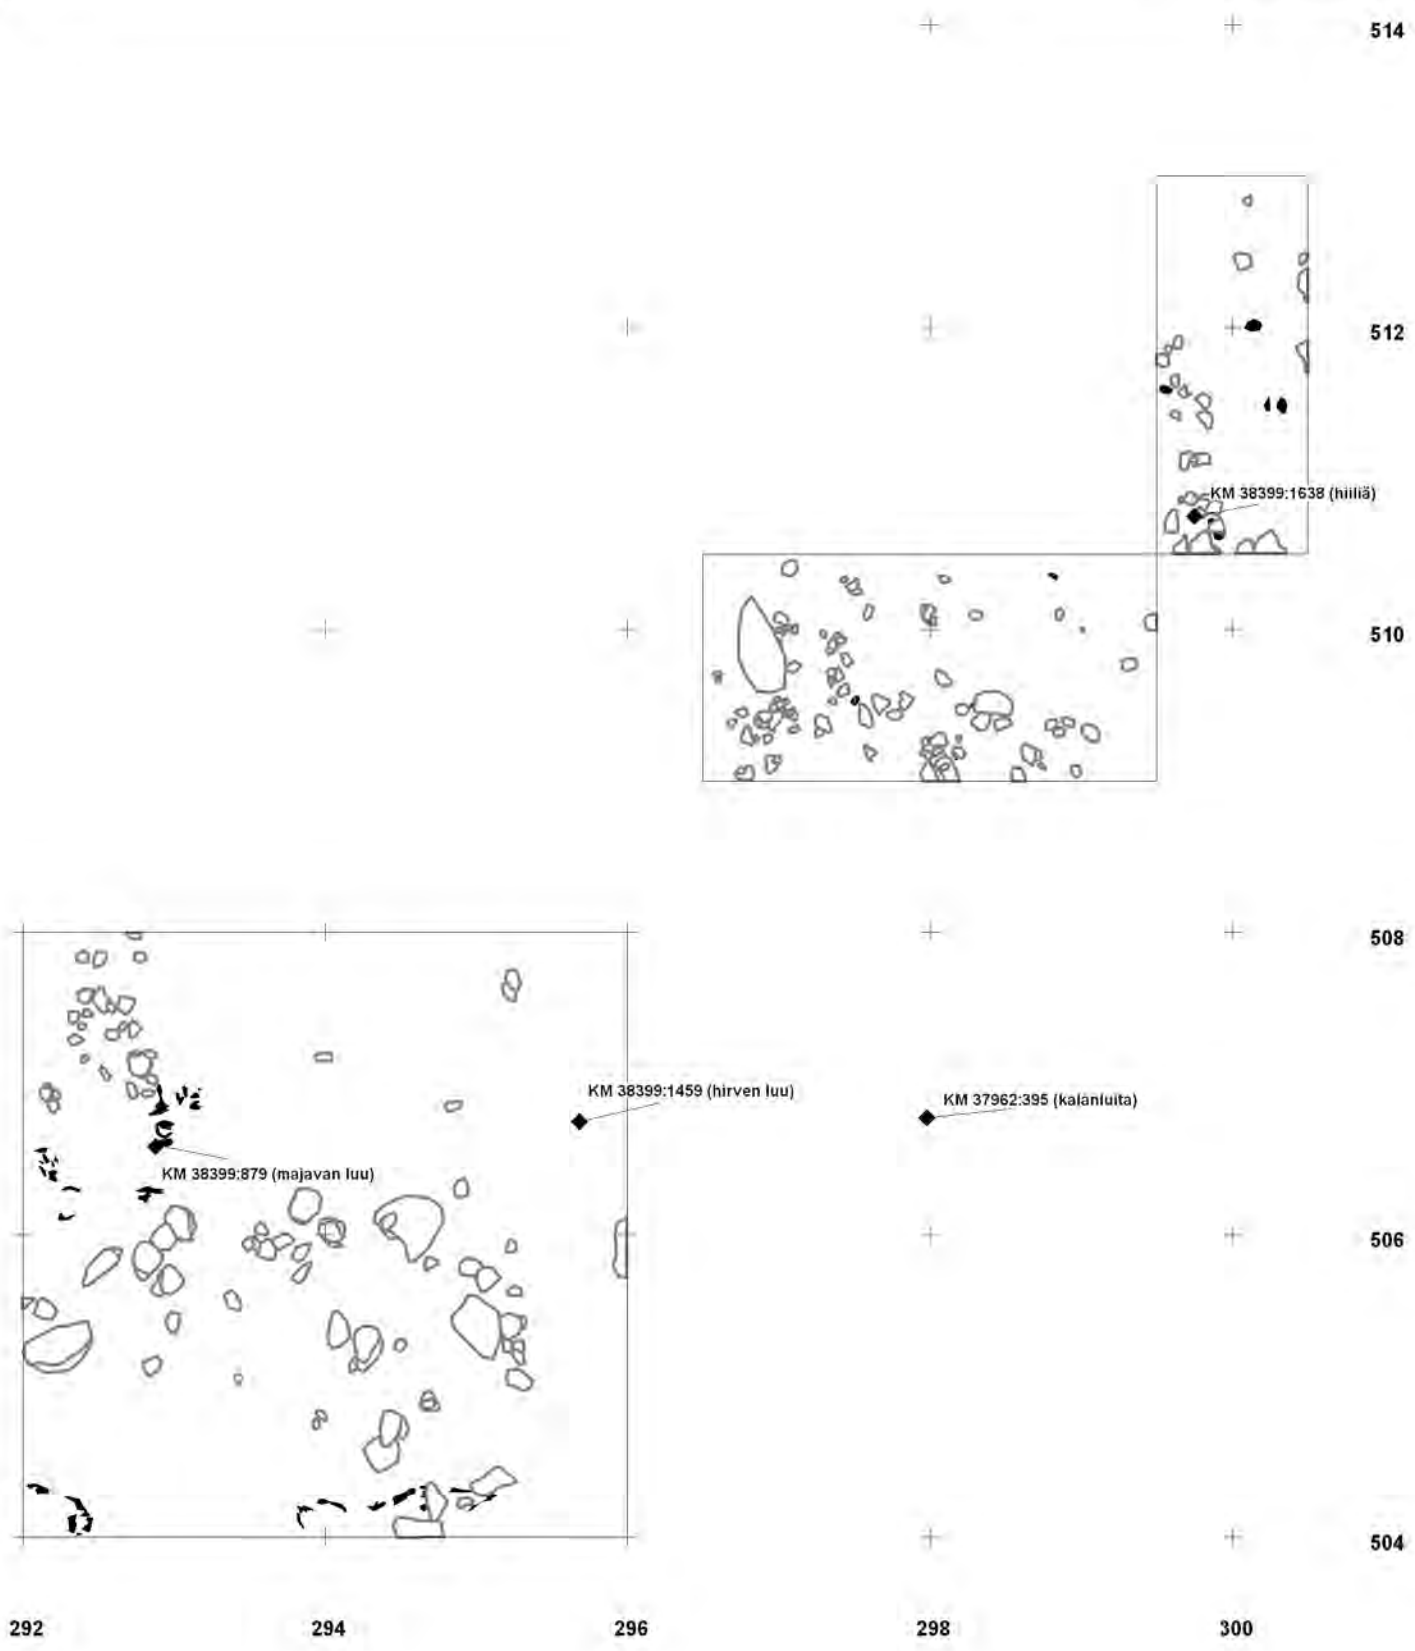 514
512
KM 38399:1638 (hiiliä)
510
508
KM 38399:1459 (hirven luu)
KM 37962:395 (kalanluita)
KM 38399:879 (majavan luu)
506
504
292 294 296 298 300